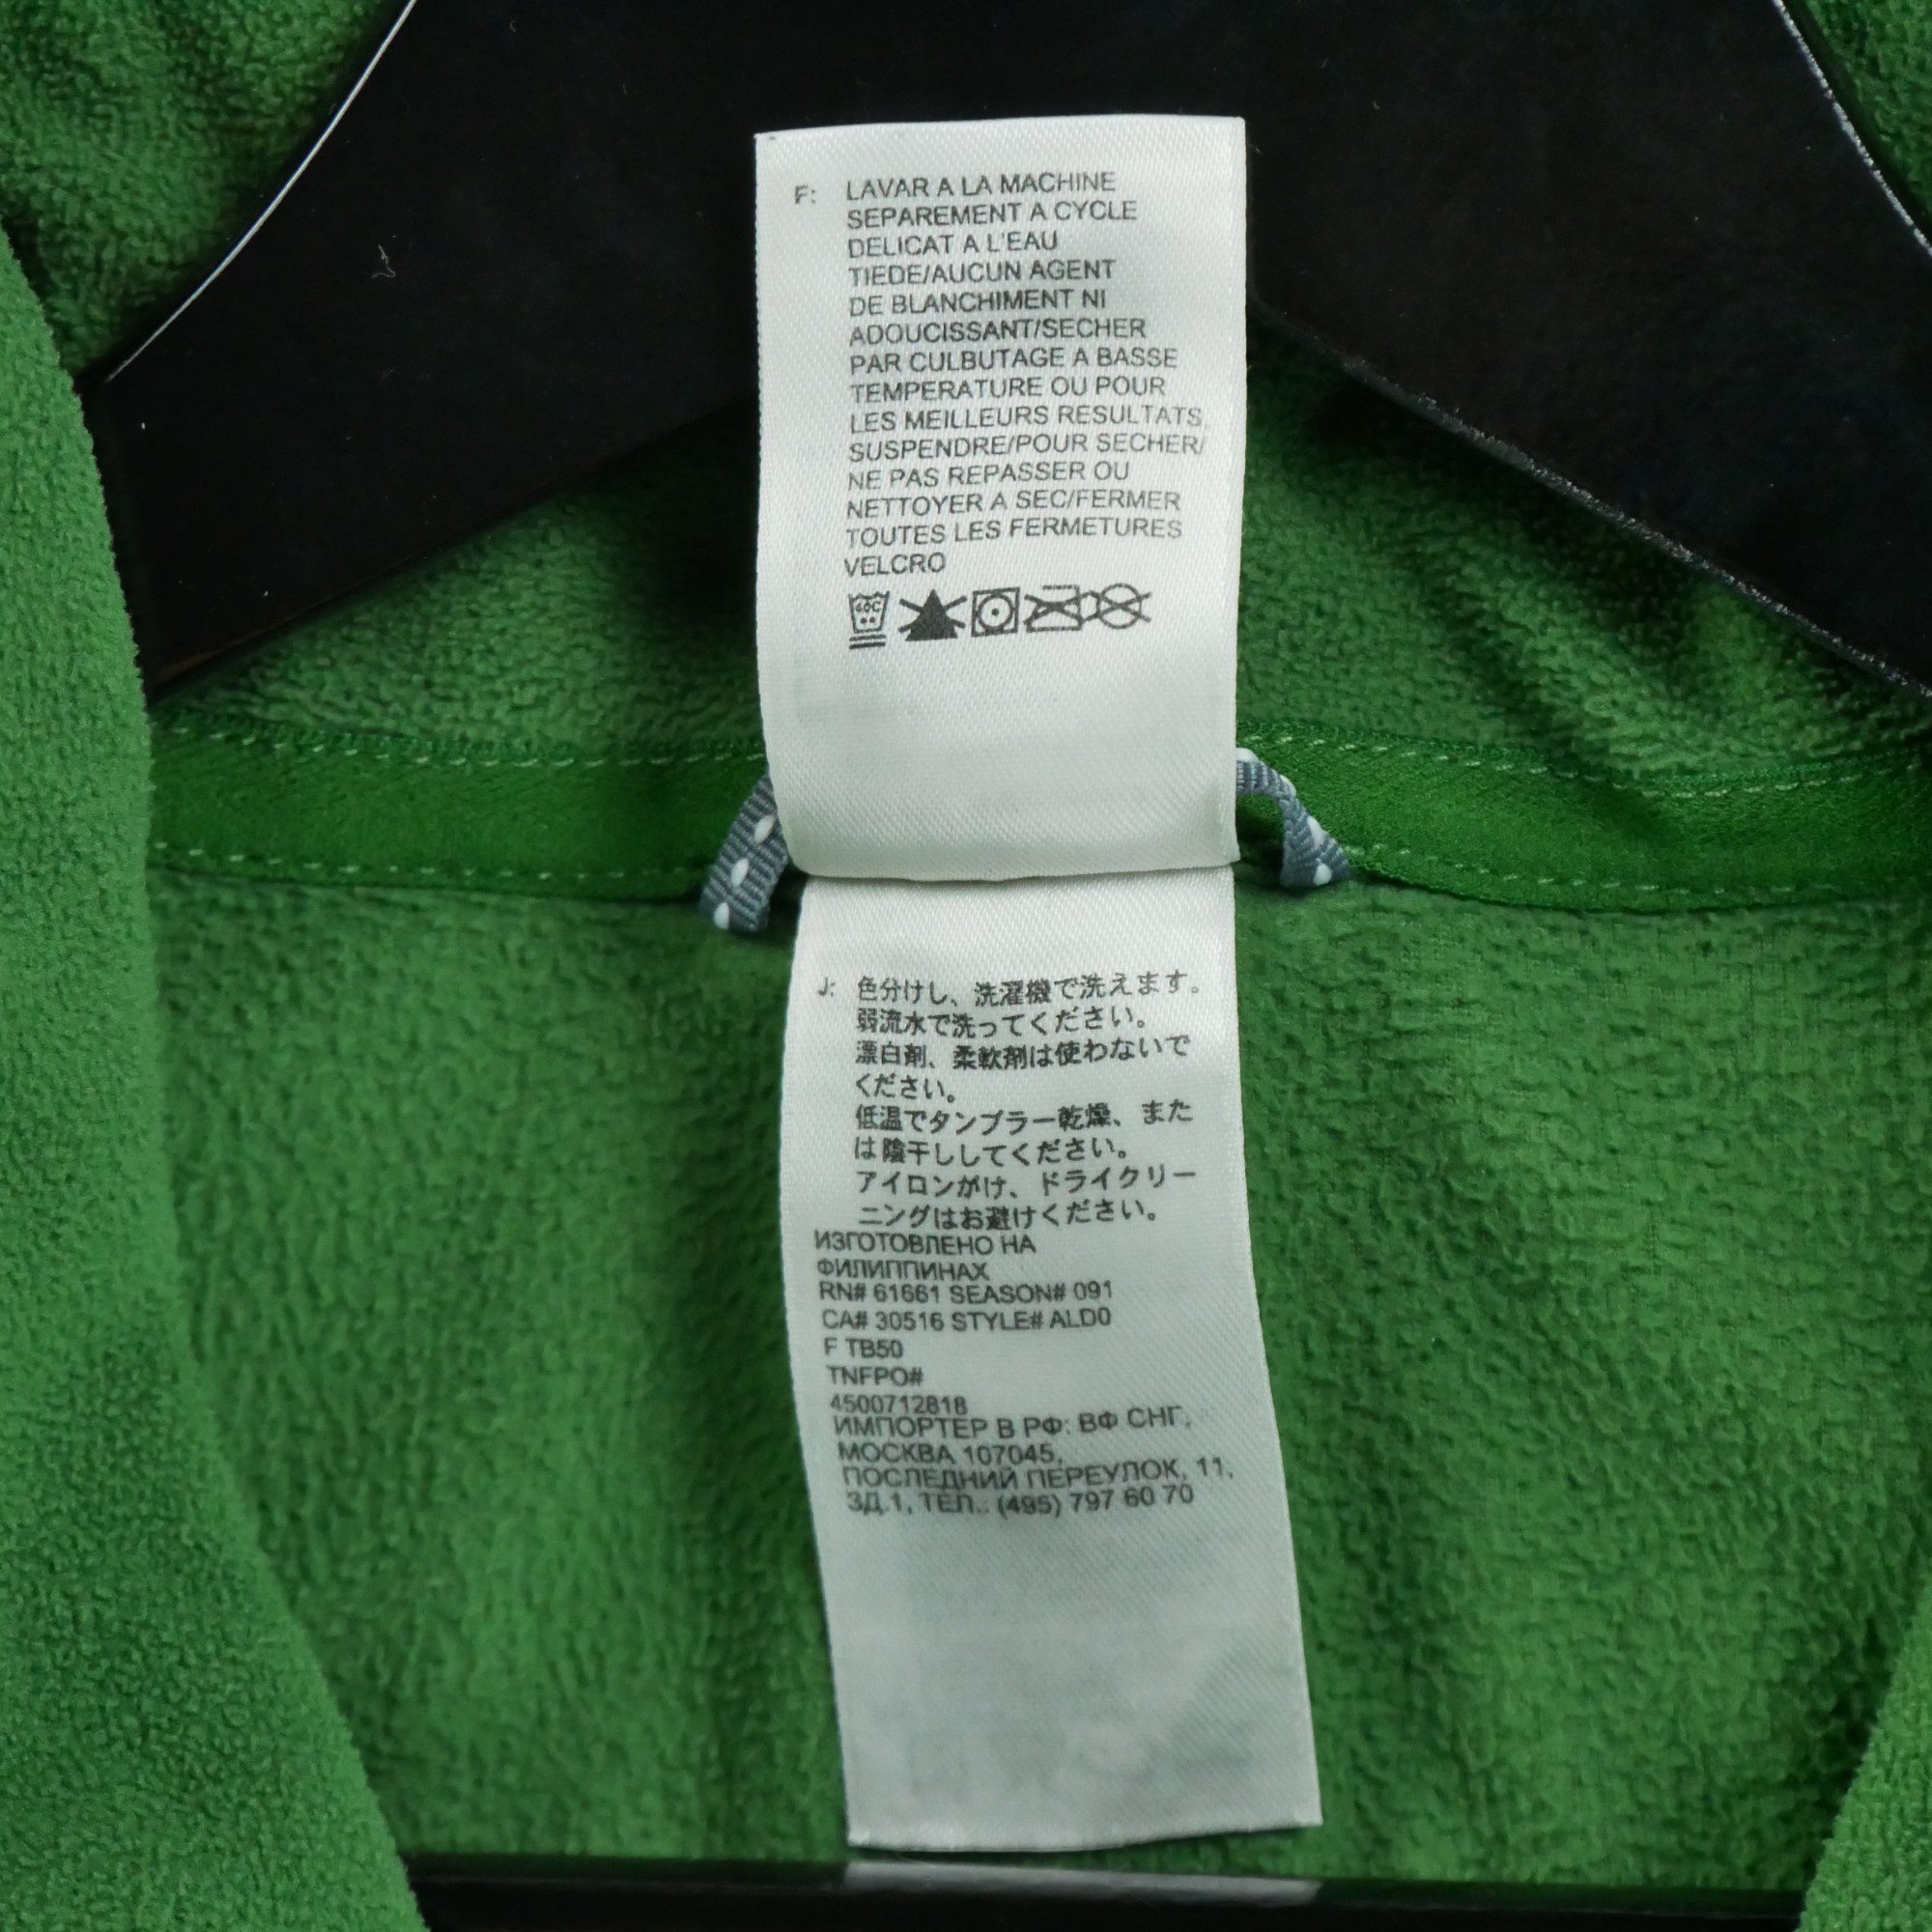 F: LAVAR A LA MACHINE
SEPAREMENT A CYCLE
DELICAT A L'EAU
TIEDE/AUCUN AGENT
DE BLANCHIMENT NI
ADOUCISSANT/SECHER
PAR CULBUTAGE A BASSE
TEMPERATURE OU POUR
LES MEILLEURS RESULTATS,
SUSPENDRE/POUR SECHER/
NE PAS REPASSER OU
NETTOYER A SEC/FERMER
TOUTES LES FERMETURES
VELCRO
40C
J: 色分けし、洗濯機で洗えます。
弱流水で洗ってください。
漂白剤、柔軟剤は使わないで
ください。
低温でタンブラー乾燥、また
は陰干ししてください。
アイロンがけ、ドライクリー
ニングはお避けください。
ИЗГОТОВЛЕНО НА
ФИЛИППИНАХ
RN# 61661 SEASON# 091
CA# 30516 STYLE# ALD0
F TB50
TNFPO#
4500712818
ИМПОРТЕР В РФ: ВФ СНГ,
МОСКВА 107045,
ПОСЛЕДНИЙ ПЕРЕУЛОК, 11,
ЗД.1, ТЕЛ.: (495) 797 60 70